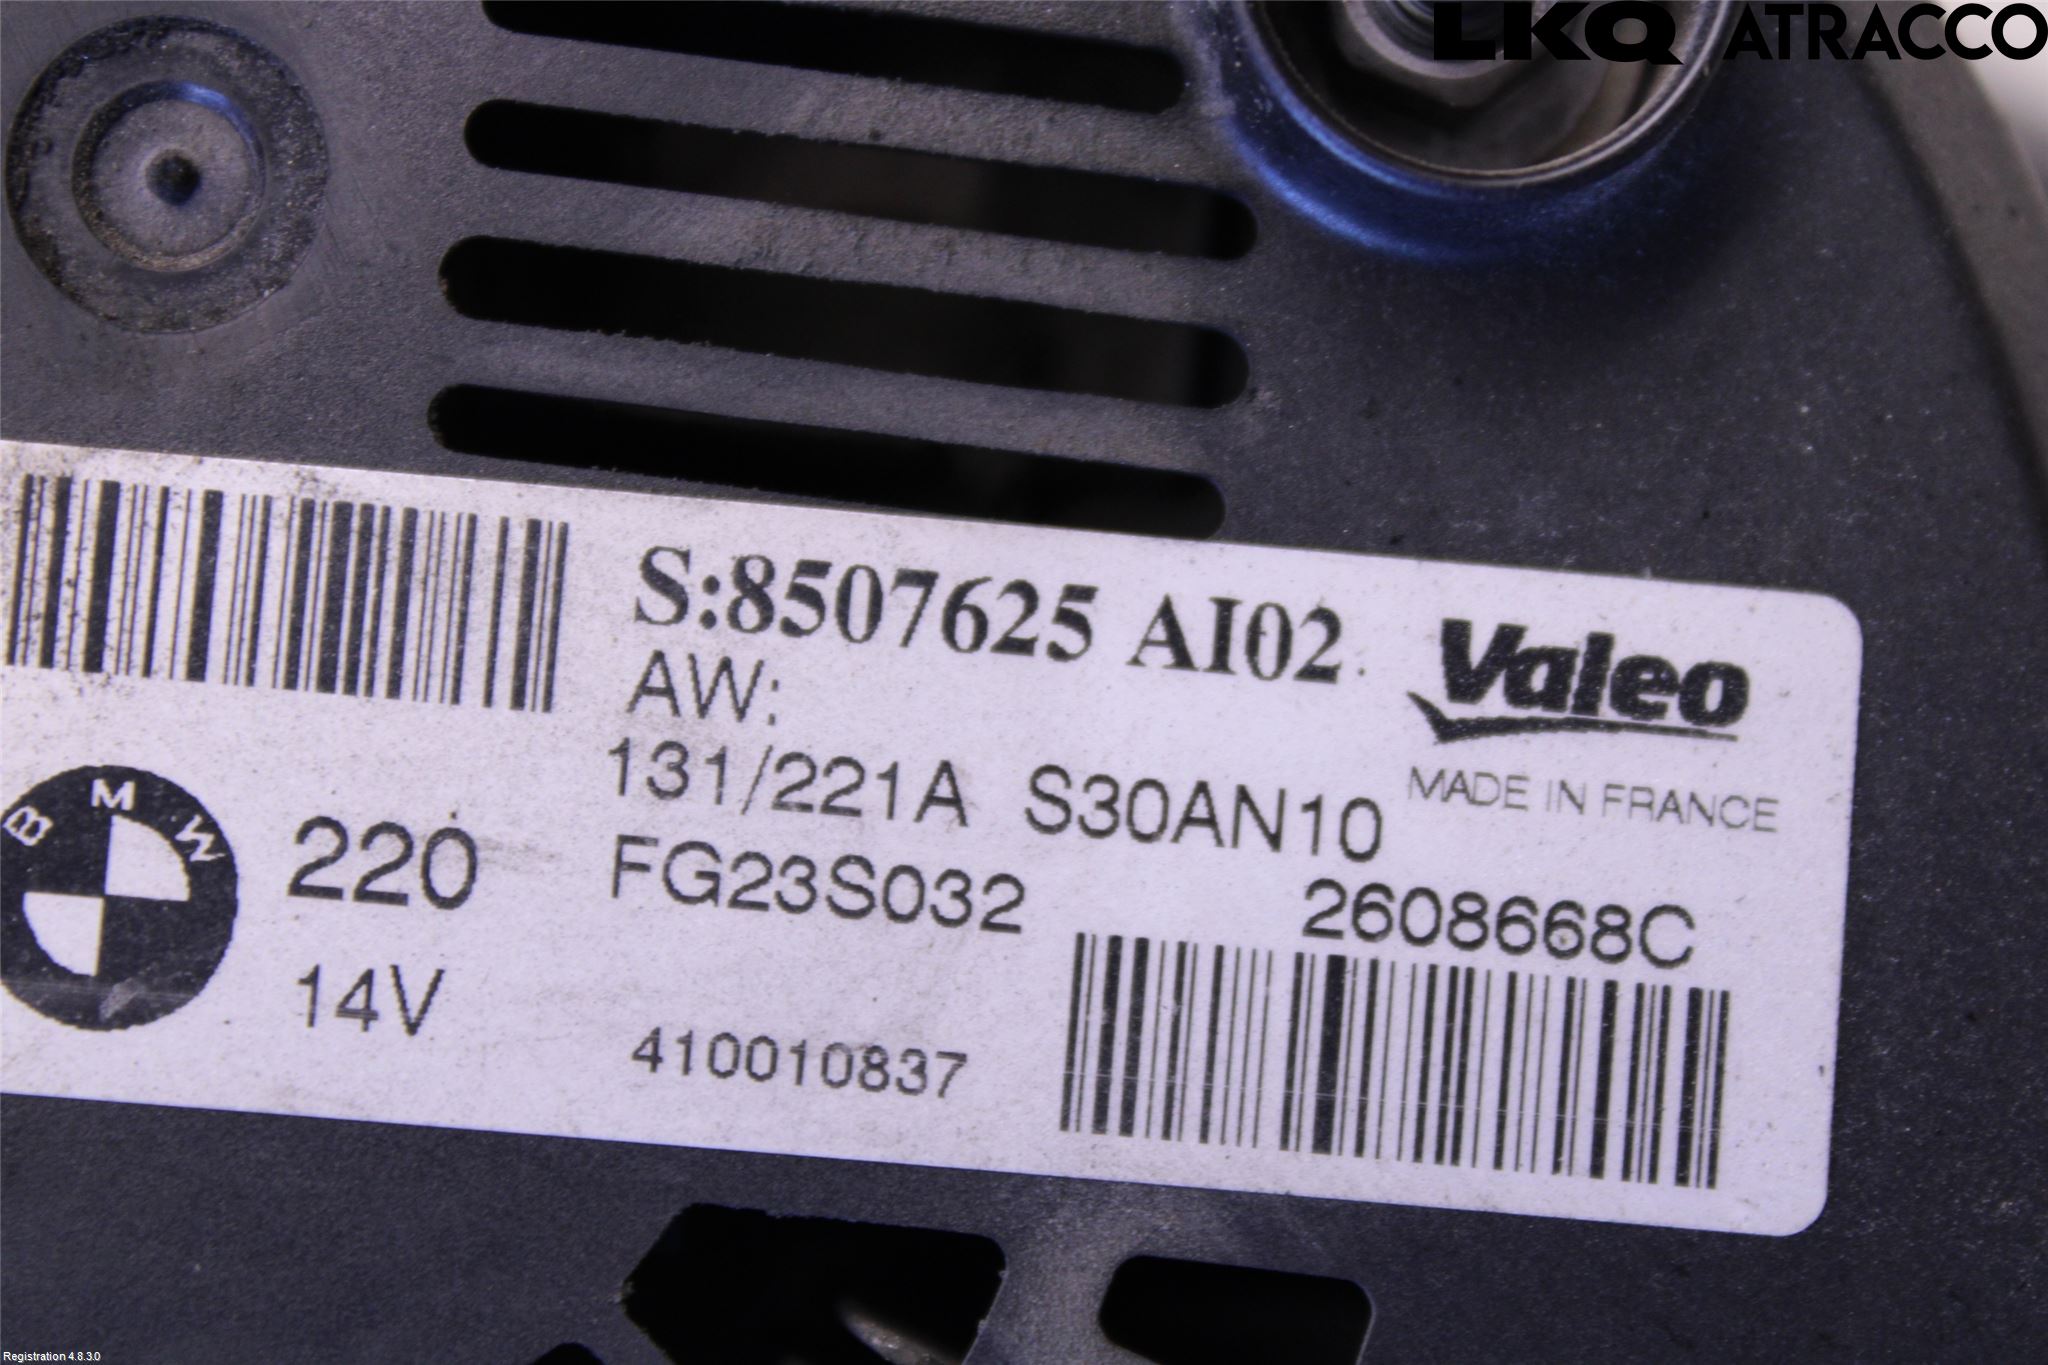 LKQ ATRACCO
S:8507625 AI02
Valeo
AW:
131/221A S30AN10
MADE IN FRANCE
BMW
220
FG23S032
2608668C
14V
410010837
Registration 4.8.3.0